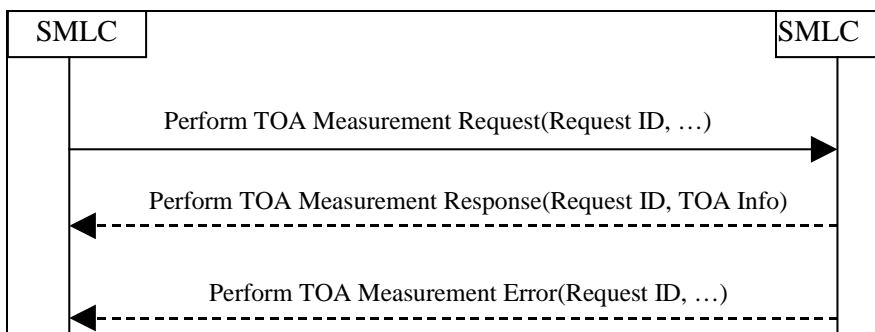 SMLC
SMLC
Perform TOA Measurement Request(Request ID, …)
Perform TOA Measurement Response(Request ID, TOA Info)
Perform TOA Measurement Error(Request ID, …)